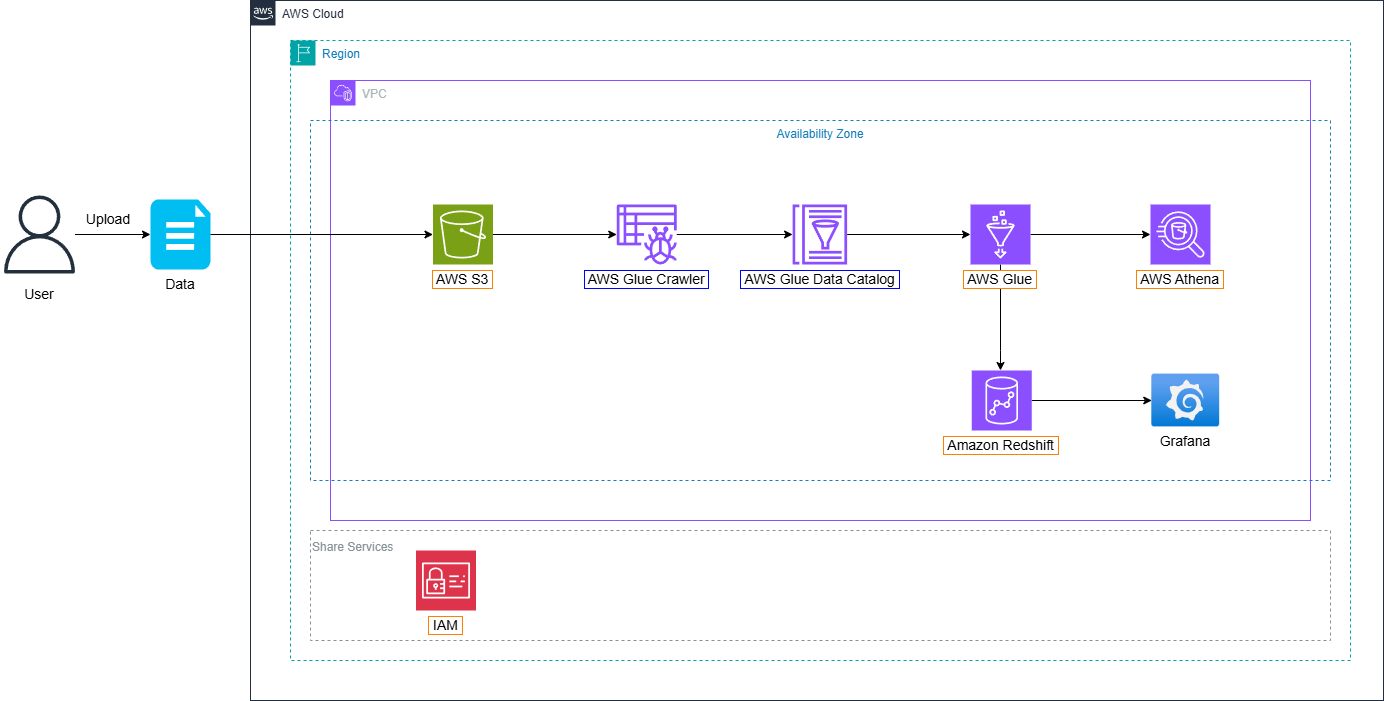 aws
AWS Cloud
Region
VPC
Availability Zone
Upload
User
Data
AWS S3
AWS Glue Crawler
AWS Glue Data Catalog
AWS Glue
AWS Athena
Amazon Redshift
Grafana
Share Services
IAM